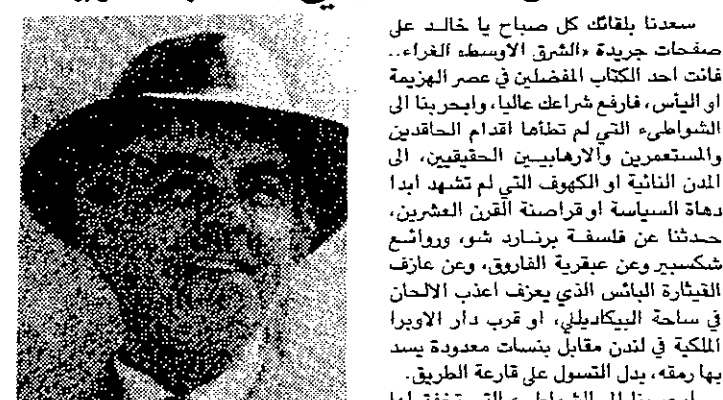 سعدنا بلقائك كل صباح يا خالد على
صفحات جريدة «الشرق الاوسط» الغراء..
فانت احد الكتاب المفضلين في عصر الهزيمة
او اليأس، فارفع شراعك عاليا، وابحر بنا الى
الشواطىء التي لم تطأها اقدام الحاقدين
والمستعمرين والارهابيين الحقيقيين، الى
المدن النائية او الكهوف التي لم تشهد ابدا
دهاة السياسة او قراصنة القرن العشرين،
حدثنا عن فلسفة برنارد شو، وروائع
شكسبير وعن عبقرية الفاروق، وعن عازف
القيثارة البائس الذي يعزف اعذب الالحان
في ساحة البيكاديللي، او قرب دار الاوبرا
الملكية في لندن مقابل بنسات معدودة يسد
بها رمقه، بدل التسول على قارعة الطريق.